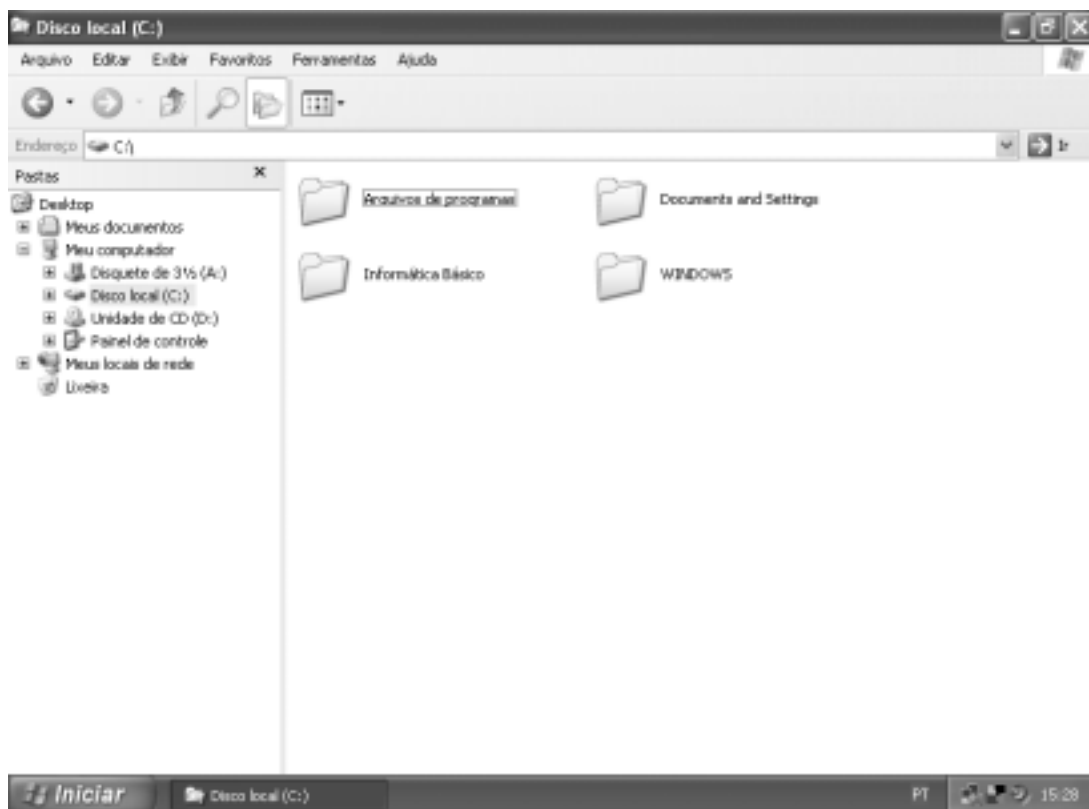 Disco local (C:)
Arquivo Editar Exibir Favoritos Ferramentas Ajuda
Endereço C:\ Ir
Pastas
Desktop
Meus documentos
Meu computador
Disquete de 3½ (A:)
Disco local (C:)
Unidade de CD (D:)
Painel de controle
Meus locais de rede
Lixeira
Arquivos de programas Documents and Settings
Informática Básico WINDOWS
Iniciar Disco local (C:) PT 15:28